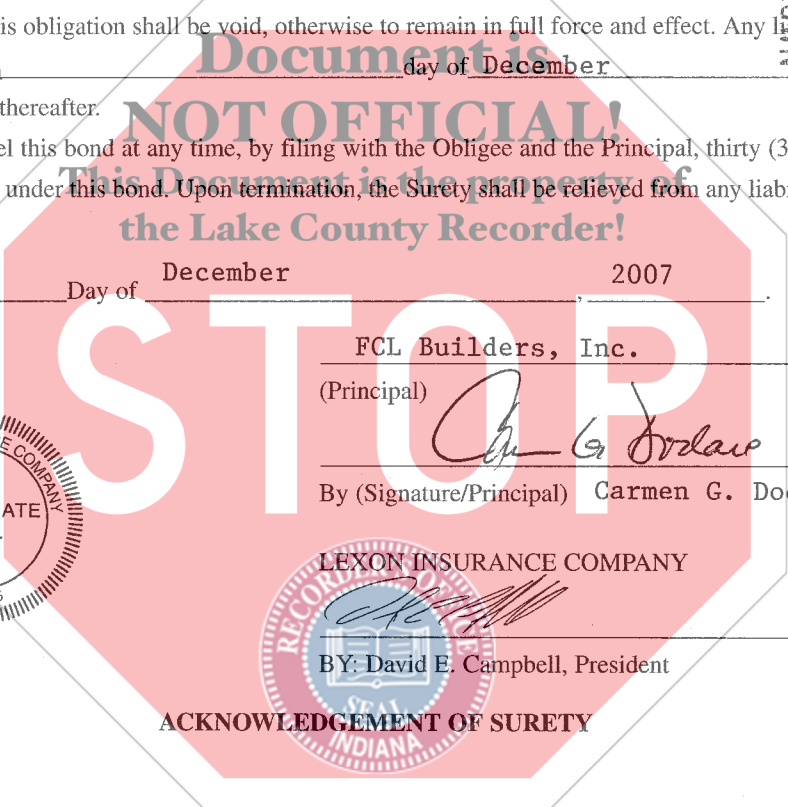 is obligation shall be void, otherwise to remain in full force and effect. Any li
Document is
day of December
thereafter.
NOT OFFICIAL!
el this bond at any time, by filing with the Obligee and the Principal, thirty (3
This Document is the property of
under this bond. Upon termination, the Surety shall be relieved from any liab
the Lake County Recorder!
Day of December , 2007 .
STOP
FCL Builders, Inc.
(Principal)
By (Signature/Principal) Carmen G. Do
E COMPANY
ATE
LEXON INSURANCE COMPANY
RECORDER'S OFFICE
BY: David E. Campbell, President
SEAL
INDIANA
ACKNOWLEDGEMENT OF SURETY